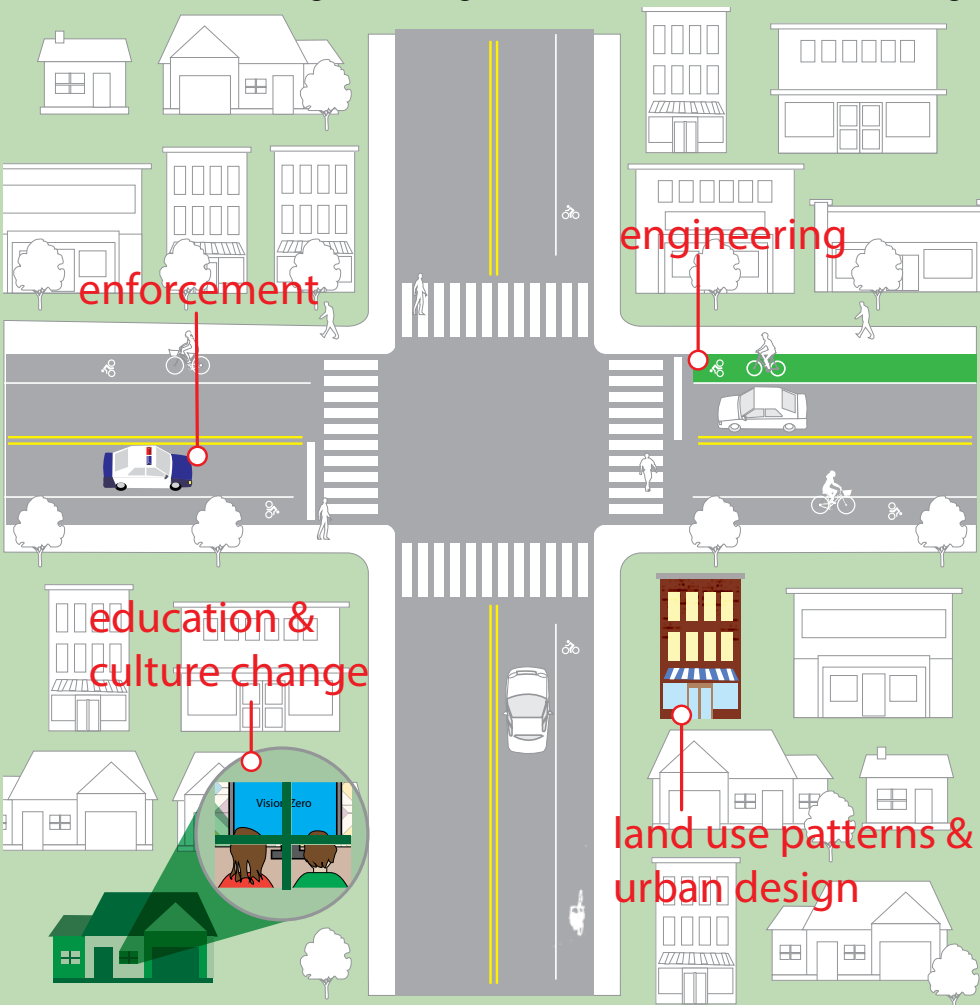 engineering
enforcement
education &
culture change
Vision Zero
land use patterns &
urban design